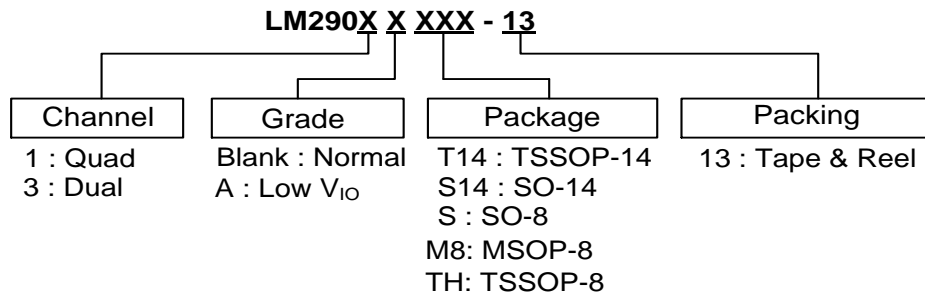 LM290X X XXX - 13
Channel
1 : Quad
3 : Dual
Grade
Blank : Normal
A : Low VIO
Package
T14 : TSSOP-14
S14 : SO-14
S : SO-8
M8: MSOP-8
TH: TSSOP-8
Packing
13 : Tape & Reel